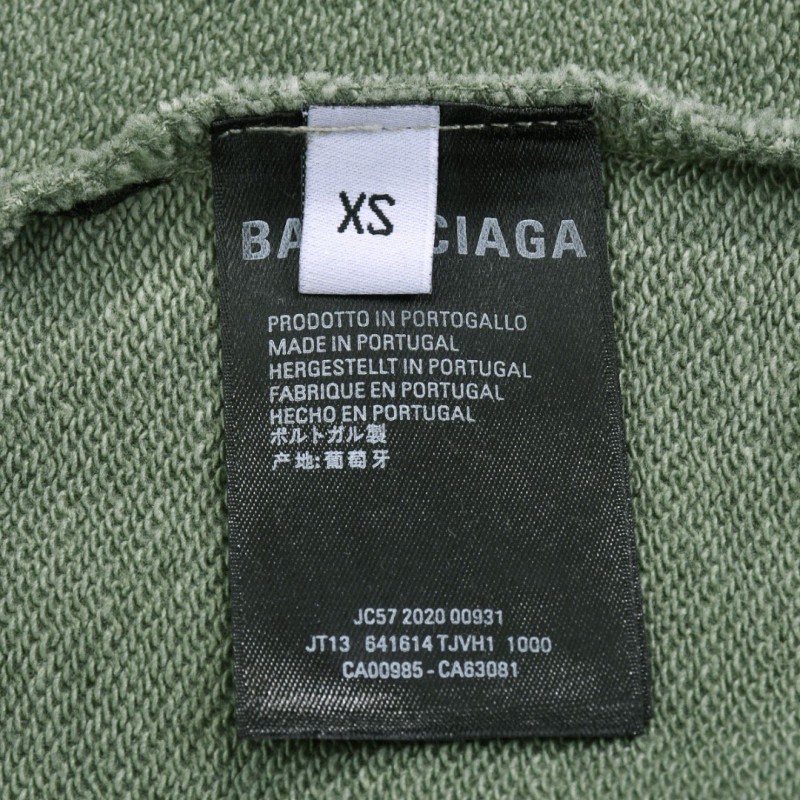 XS
BA CIAGA
PRODOTTO IN PORTOGALLO
MADE IN PORTUGAL
HERGESTELLT IN PORTUGAL
FABRIQUE EN PORTUGAL
HECHO EN PORTUGAL
ポルトガル製
产地:葡萄牙
JC57 2020 00931
JT13 641614 TJVH1 1000
CA00985 - CA63081